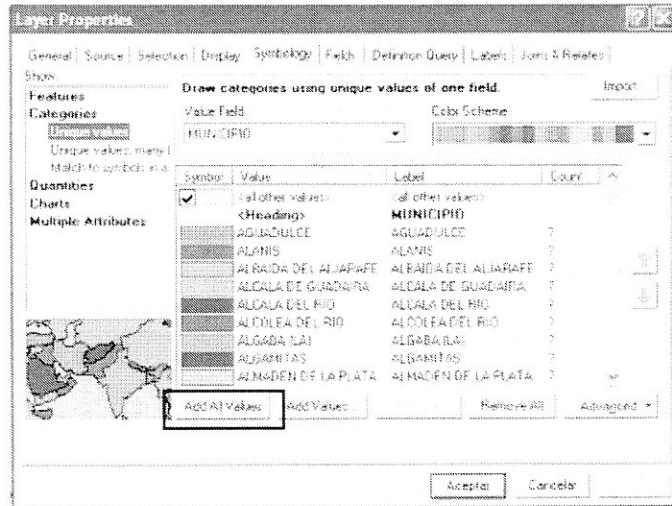 Layer Properties
General Source Selection Display Symbology Fields Definition Query Labels Joins & Relates
Show:
Features
Categories
Unique values
Unique values, many f
Match to symbols in a
Quantities
Charts
Multiple Attributes
Draw categories using unique values of one field.
Import
Value Field
Color Scheme
MUNICIPIO
Symbol Value Label Count
<all other values> <all other values>
<Heading> MUNICIPIO
AGUADULCE AGUADULCE ?
ALANIS ALANIS ?
ALBAIDA DEL ALJARAFE ALBAIDA DEL ALJARAFE ?
ALCALA DE GUADAIRA ALCALA DE GUADAIRA ?
ALCALA DEL RIO ALCALA DEL RIO ?
ALCOLEA DEL RIO ALCOLEA DEL RIO ?
ALGABA (LA) ALGABA (LA) ?
ALGAMITAS ALGAMITAS ?
ALMADEN DE LA PLATA ALMADEN DE LA PLATA ?
Add All Values Add Values... Remove All Advanced
Aceptar Cancelar